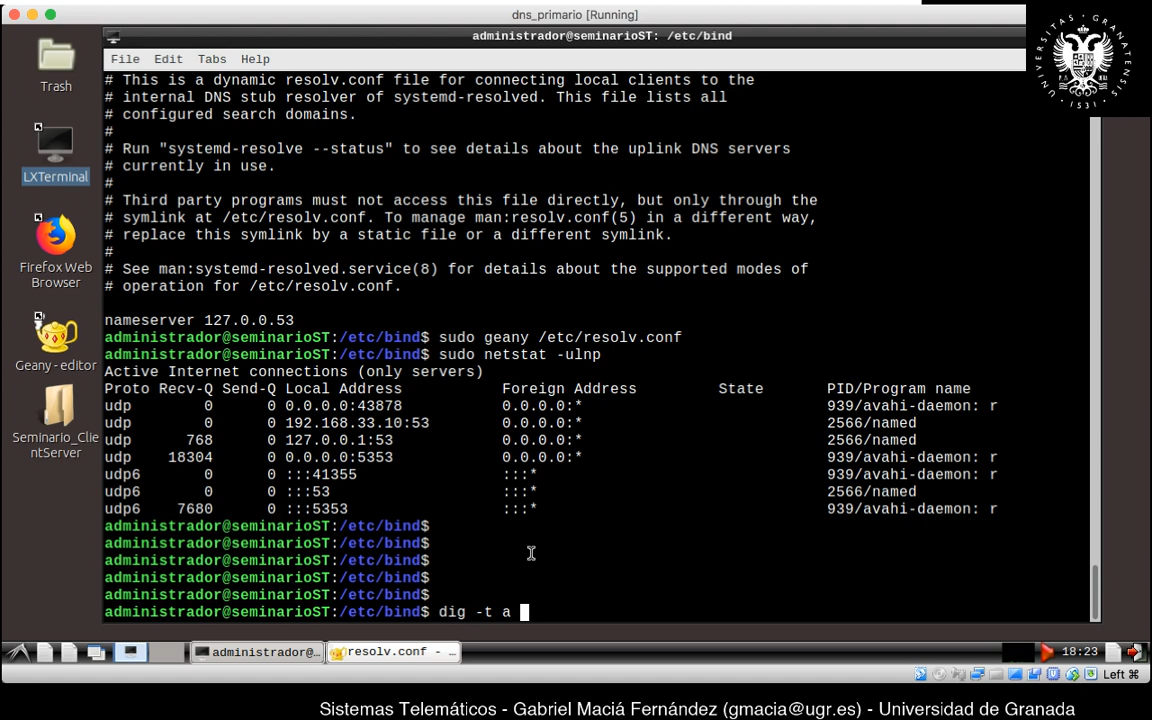 dns_primario [Running]
administrador@seminarioST: /etc/bind
File Edit Tabs Help
# This is a dynamic resolv.conf file for connecting local clients to the
# internal DNS stub resolver of systemd-resolved. This file lists all
# configured search domains.
#
# Run "systemd-resolve --status" to see details about the uplink DNS servers
# currently in use.
#
# Third party programs must not access this file directly, but only through the
# symlink at /etc/resolv.conf. To manage man:resolv.conf(5) in a different way,
# replace this symlink by a static file or a different symlink.
#
# See man:systemd-resolved.service(8) for details about the supported modes of
# operation for /etc/resolv.conf.
nameserver 127.0.0.53
administrador@seminarioST:/etc/bind$ sudo geany /etc/resolv.conf
administrador@seminarioST:/etc/bind$ sudo netstat -ulnp
Active Internet connections (only servers)
Proto Recv-Q Send-Q Local Address Foreign Address State PID/Program name
udp 0 0 0.0.0.0:43878 0.0.0.0:* 939/avahi-daemon: r
udp 0 0 192.168.33.10:53 0.0.0.0:* 2566/named
udp 768 0 127.0.0.1:53 0.0.0.0:* 2566/named
udp 18304 0 0.0.0.0:5353 0.0.0.0:* 939/avahi-daemon: r
udp6 0 0 :::41355 :::* 939/avahi-daemon: r
udp6 0 0 :::53 :::* 2566/named
udp6 7680 0 :::5353 :::* 939/avahi-daemon: r
administrador@seminarioST:/etc/bind$
administrador@seminarioST:/etc/bind$
administrador@seminarioST:/etc/bind$
administrador@seminarioST:/etc/bind$
administrador@seminarioST:/etc/bind$
administrador@seminarioST:/etc/bind$ dig -t a
Trash
LXTerminal
Firefox Web
Browser
Geany - editor
Seminario_Clie
ntServer
administrador@...
resolv.conf - ...
18:23
Left ⌘
UNIVERSITAS GRANATENSIS
1531
Sistemas Telemáticos - Gabriel Maciá Fernández (gmacia@ugr.es) - Universidad de Granada